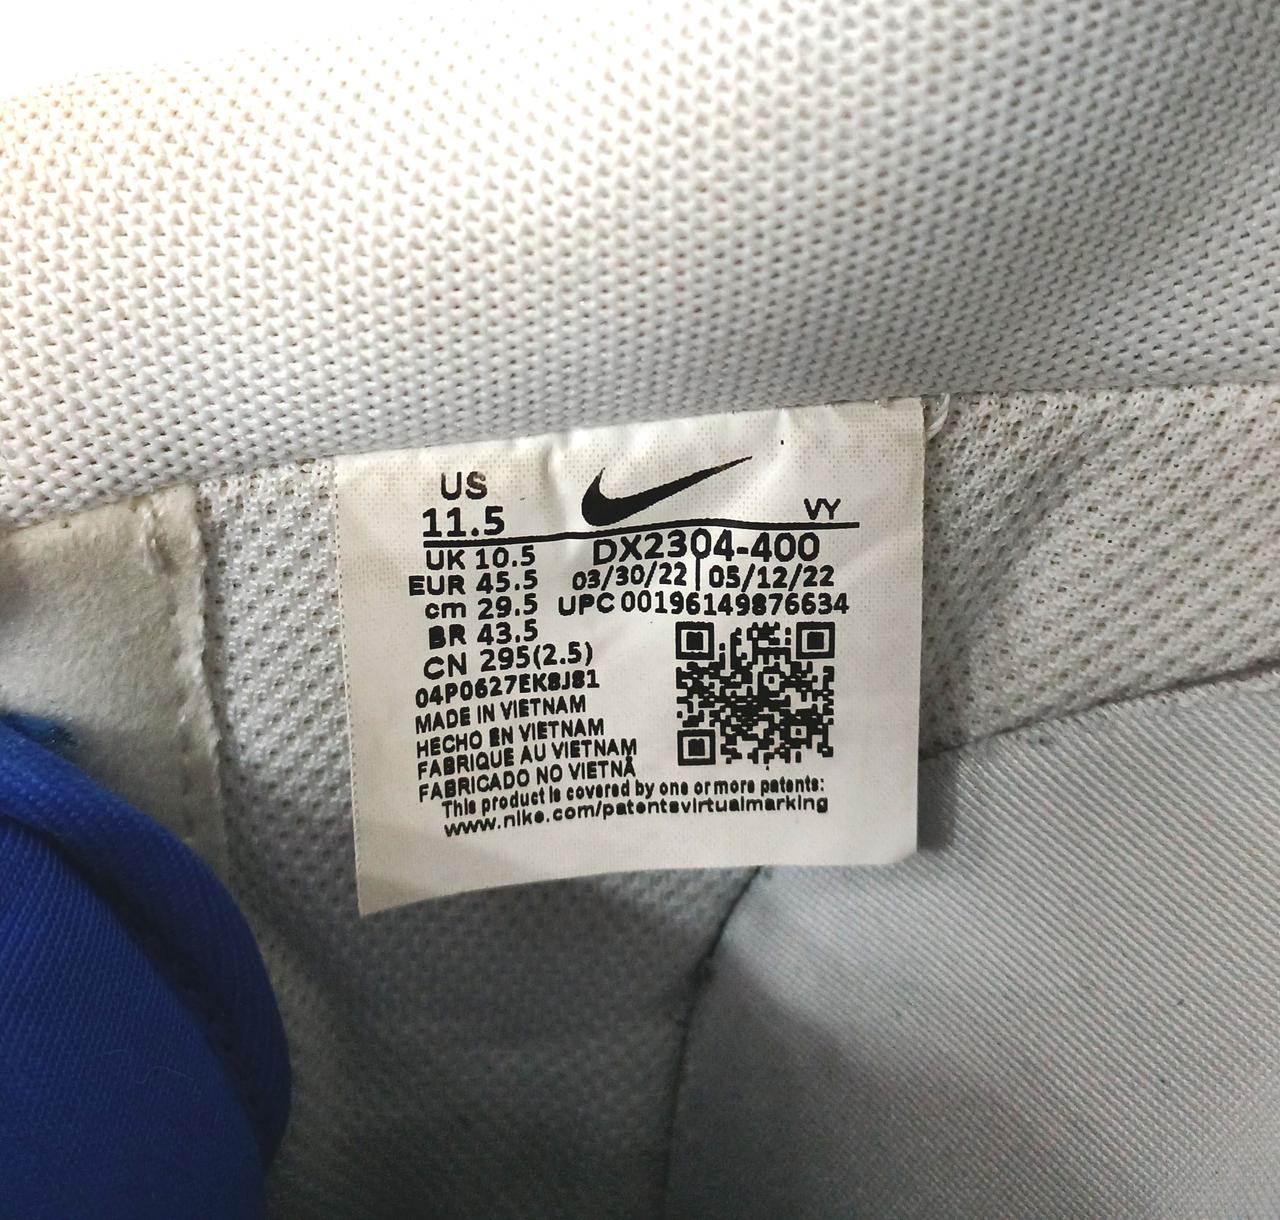 US
11.5
VY
UK 10.5
EUR 45.5
cm 29.5
BR 43.5
CN 295(2.5)
DX2304-400
03/30/22 | 05/12/22
UPC 00196149876634
04P0627EK8J81
MADE IN VIETNAM
HECHO EN VIETNAM
FABRIQUE AU VIETNAM
FABRICADO NO VIETNÃ
This product is covered by one or more patents:
www.nike.com/patentsvirtualmarking